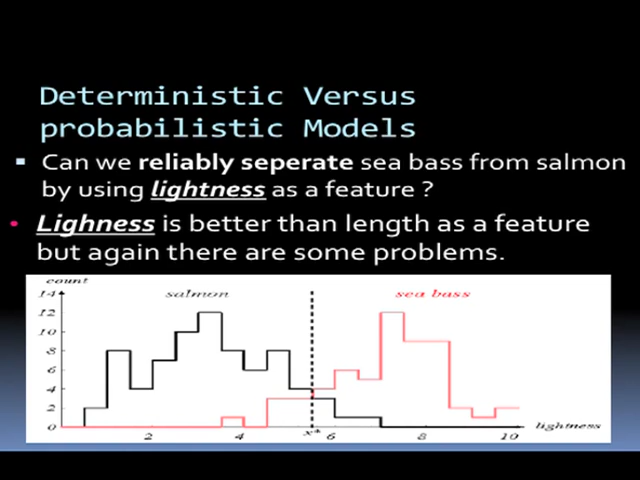 Deterministic Versus
probabilistic Models
Can we reliably seperate sea bass from salmon
by using lightness as a feature ?
Lighness is better than length as a feature
but again there are some problems.
count
salmon
sea bass
14
12
10
8
6
4
2
0
2 4 x* 6 8 10
lightness